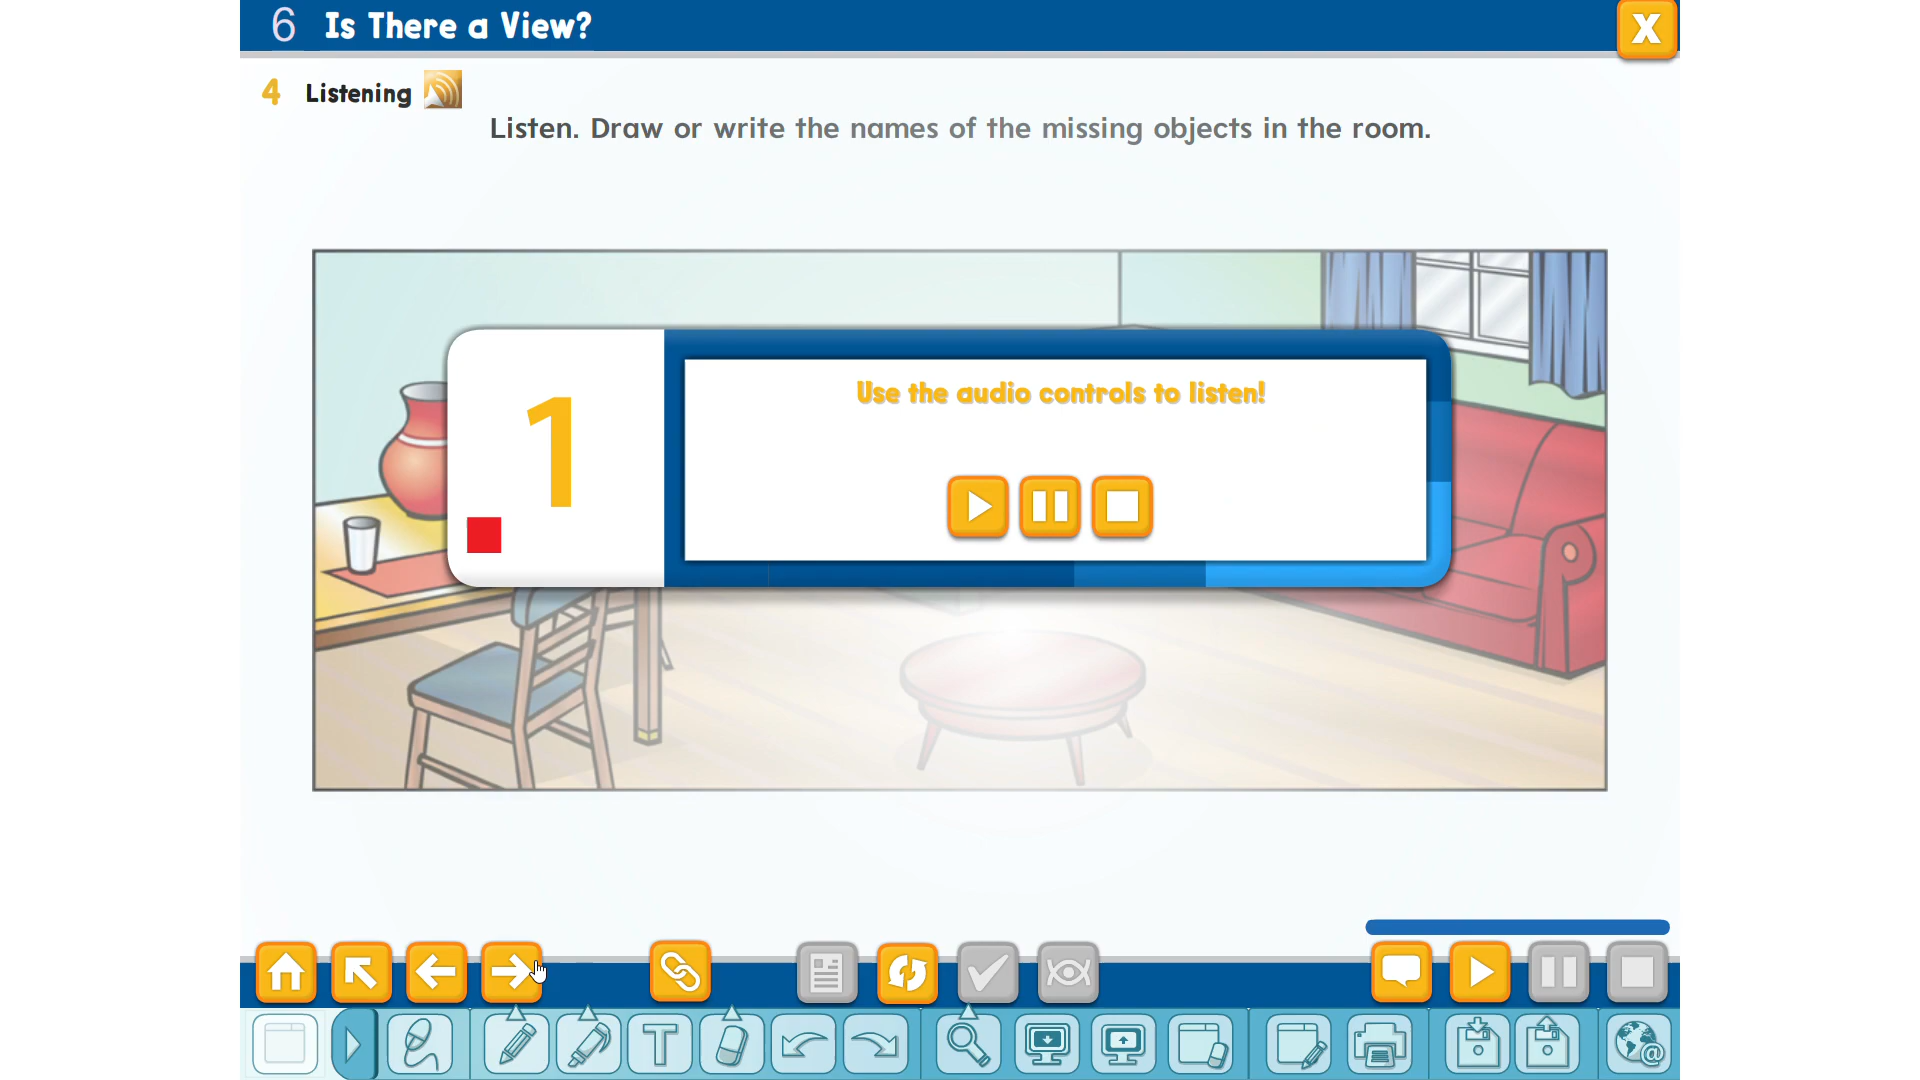 6 Is There a View?
X
4 Listening
Listen. Draw or write the names of the missing objects in the room.
1
Use the audio controls to listen!
T
@